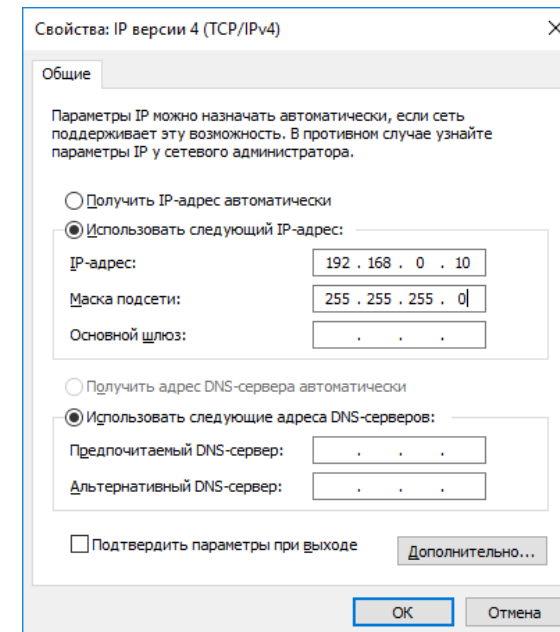 Свойства: IP версии 4 (TCP/IPv4)
Общие
Параметры IP можно назначать автоматически, если сеть
поддерживает эту возможность. В противном случае узнайте
параметры IP у сетевого администратора.
Получить IP-адрес автоматически
Использовать следующий IP-адрес:
IP-адрес: 192 . 168 . 0 . 10
Маска подсети: 255 . 255 . 255 . 0
Основной шлюз: . . .
Получить адрес DNS-сервера автоматически
Использовать следующие адреса DNS-серверов:
Предпочитаемый DNS-сервер: . . .
Альтернативный DNS-сервер: . . .
Подтвердить параметры при выходе
Дополнительно...
ОК Отмена